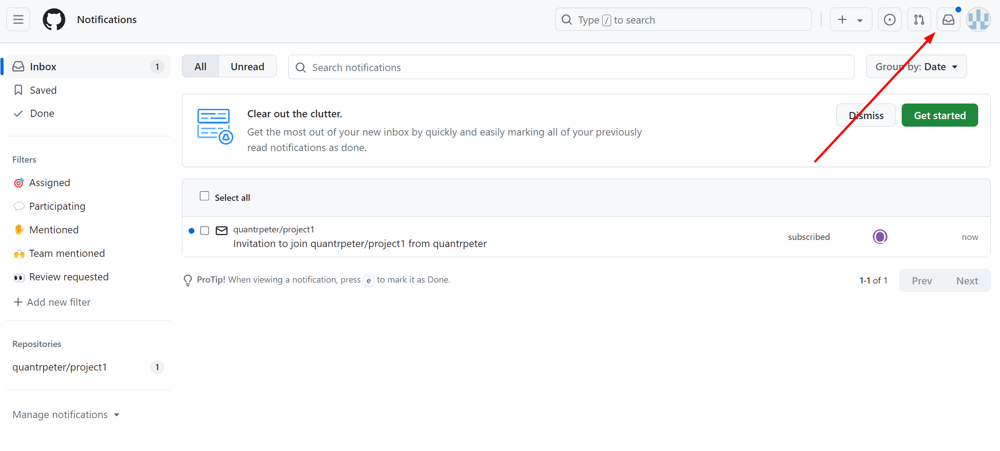 Notifications
Type / to search
Inbox 1
Saved
Done
Filters
Assigned
Participating
Mentioned
Team mentioned
Review requested
Add new filter
Repositories
quantrpeter/project1 1
Manage notifications
All Unread Search notifications Group by: Date
Clear out the clutter.
Get the most out of your new inbox by quickly and easily marking all of your previously
read notifications as done.
Dismiss Get started
Select all
quantrpeter/project1
Invitation to join quantrpeter/project1 from quantrpeter
subscribed now
ProTip! When viewing a notification, press e to mark it as Done.
1-1 of 1 Prev Next